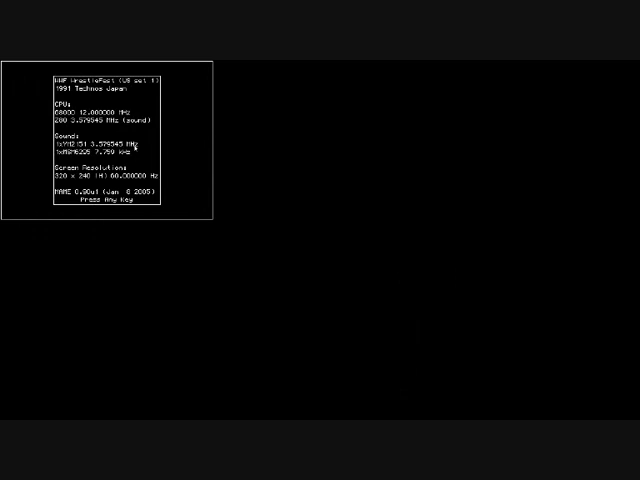 WWF WrestleFest (US set 1)
1991 Technos Japan
CPU:
68000 12.000000 MHz
Z80 3.579545 MHz (sound)
Sound:
1xYM2151 3.579545 MHz
1xMSM6295 7.759 kHz
Screen Resolution:
320 x 240 (H) 60.000000 Hz
MAME 0.90u1 (Jan 8 2005)
Press Any Key